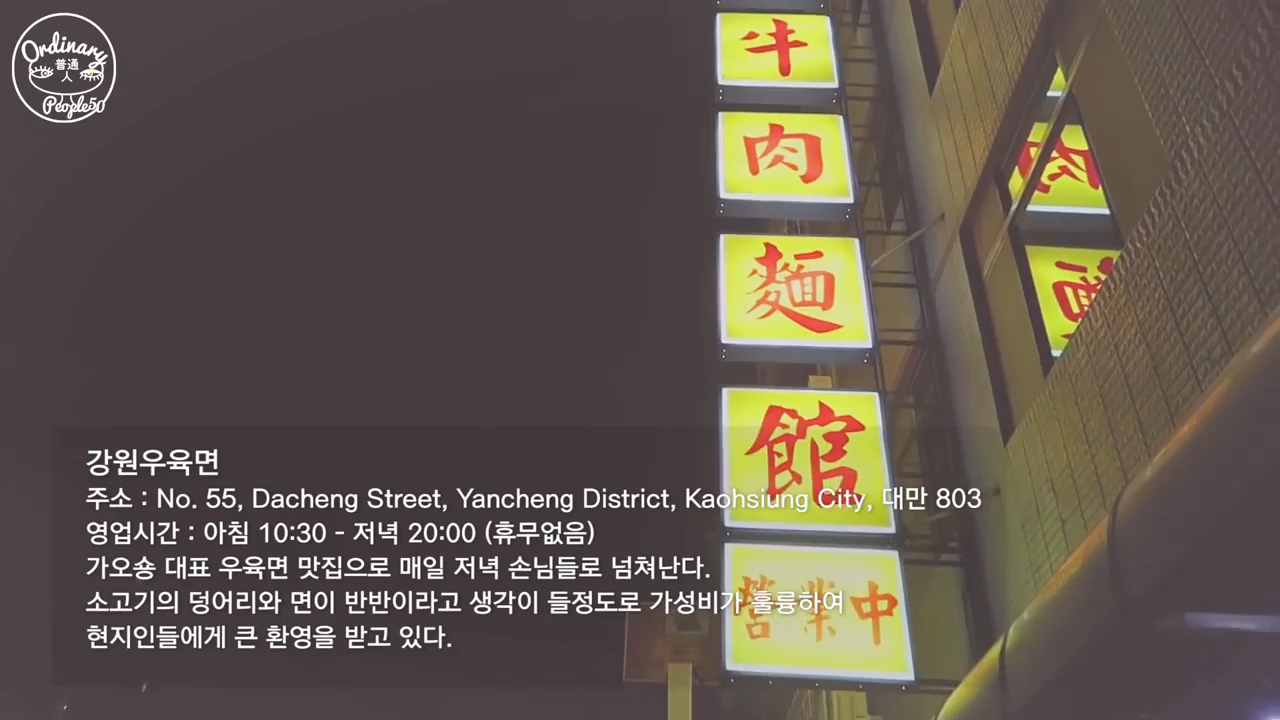 Ordinary
普通
人
People50
牛
肉
麵
館
營業中
肉
麵
강원우육면
주소 : No. 55, Dacheng Street, Yancheng District, Kaohsiung City, 대만 803
영업시간 : 아침 10:30 - 저녁 20:00 (휴무없음)
가오슝 대표 우육면 맛집으로 매일 저녁 손님들로 넘쳐난다.
소고기의 덩어리와 면이 반반이라고 생각이 들정도로 가성비가 훌륭하여
현지인들에게 큰 환영을 받고 있다.